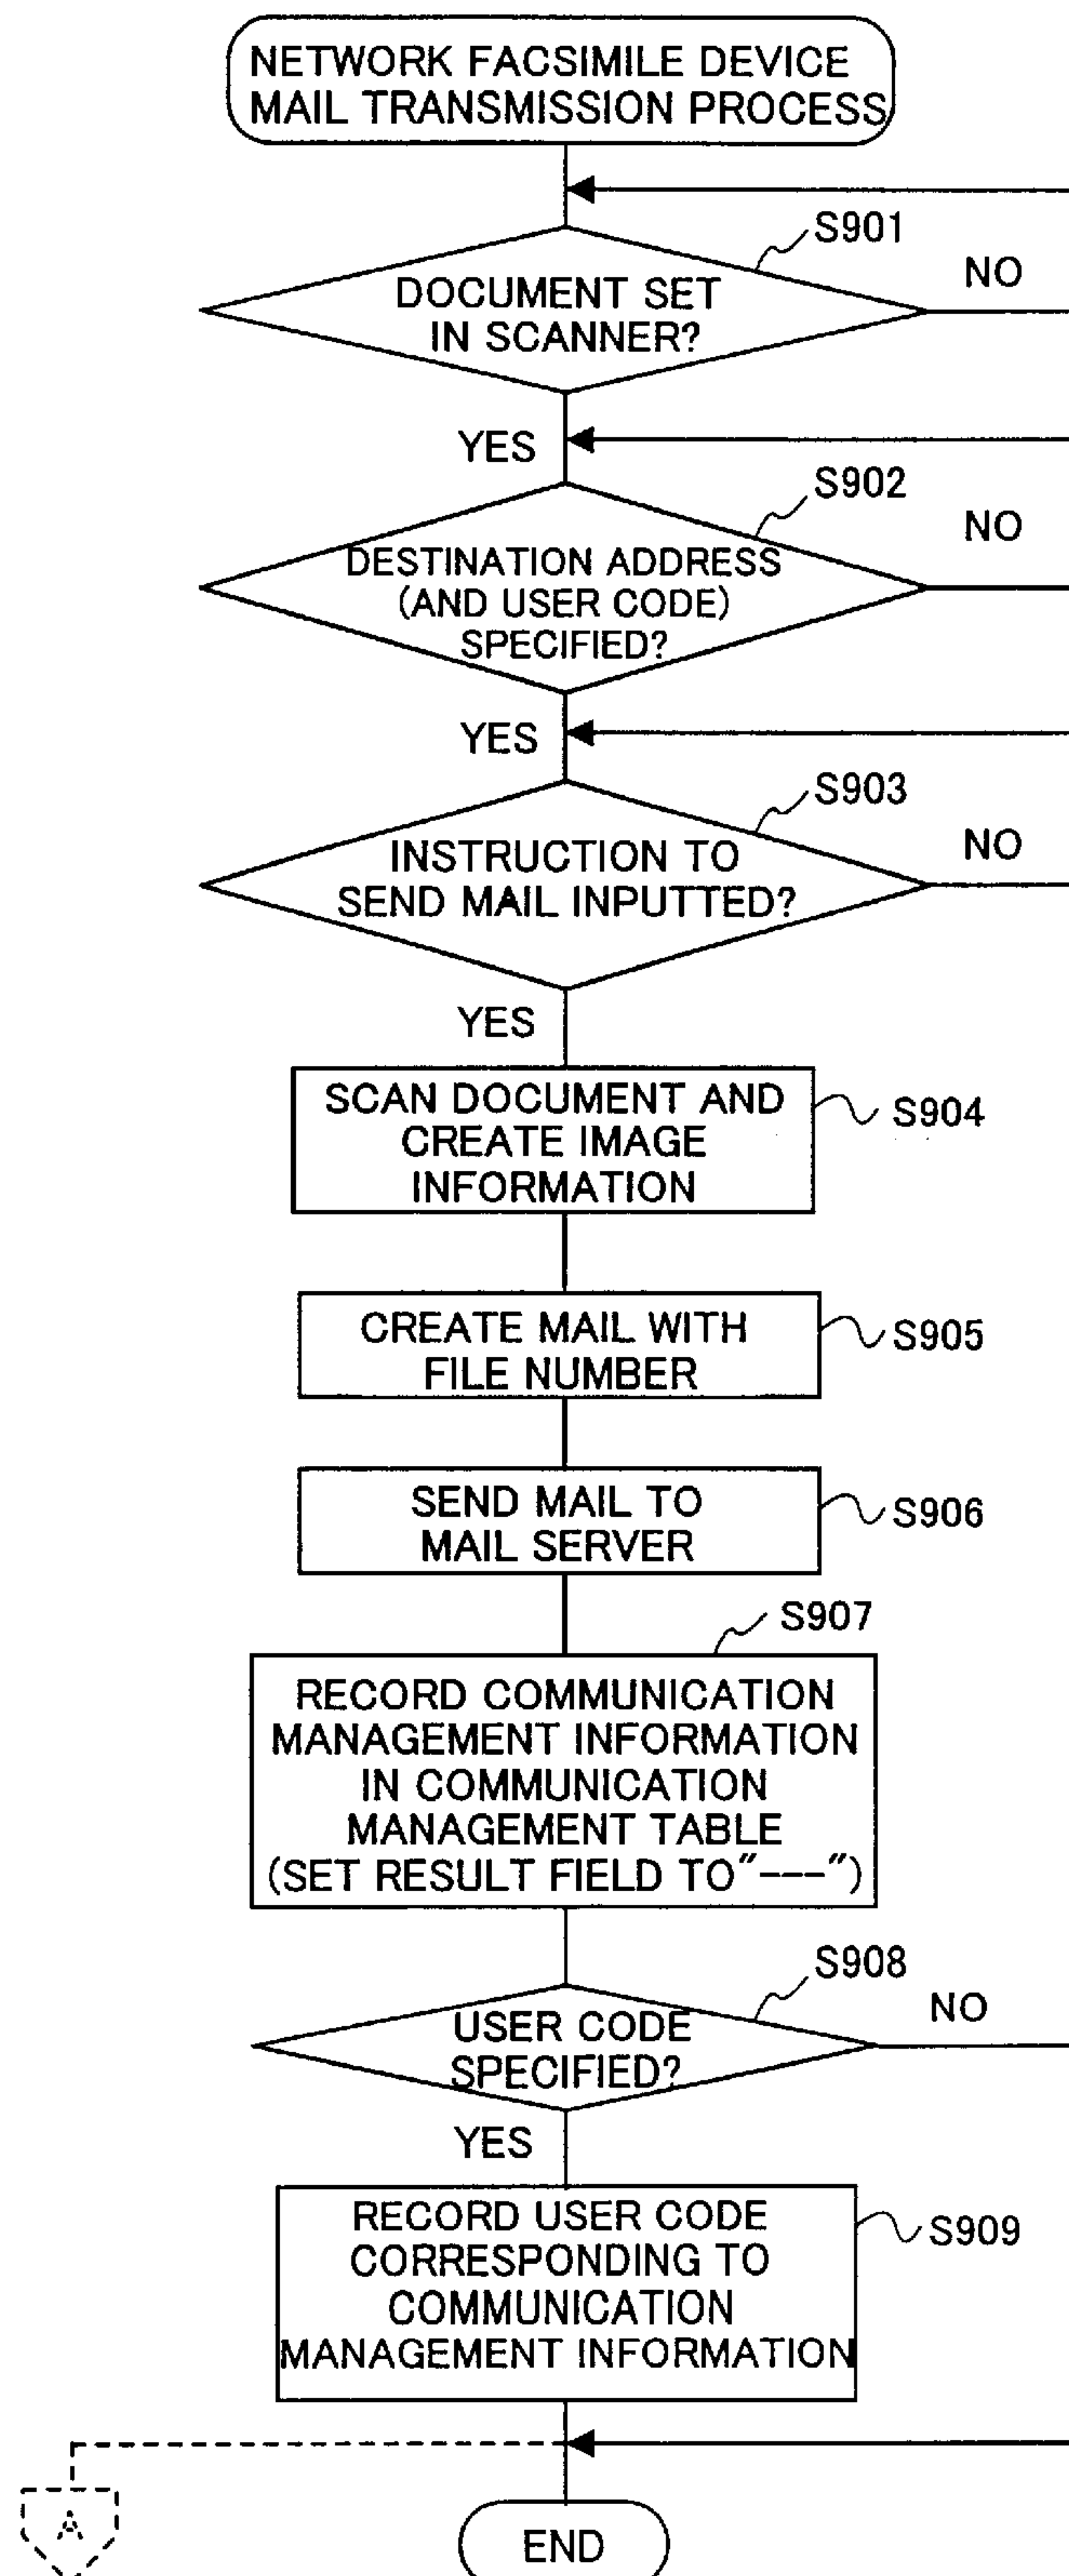 NETWORK FACSIMILE DEVICE
MAIL TRANSMISSION PROCESS
S901
DOCUMENT SET
IN SCANNER?
NO
YES
S902
DESTINATION ADDRESS
(AND USER CODE)
SPECIFIED?
NO
YES
S903
INSTRUCTION TO
SEND MAIL INPUTTED?
NO
YES
SCAN DOCUMENT AND
CREATE IMAGE
INFORMATION
S904
CREATE MAIL WITH
FILE NUMBER
S905
SEND MAIL TO
MAIL SERVER
S906
S907
RECORD COMMUNICATION
MANAGEMENT INFORMATION
IN COMMUNICATION
MANAGEMENT TABLE
(SET RESULT FIELD TO"---")
S908
USER CODE
SPECIFIED?
NO
YES
RECORD USER CODE
CORRESPONDING TO
COMMUNICATION
MANAGEMENT INFORMATION
S909
A
END